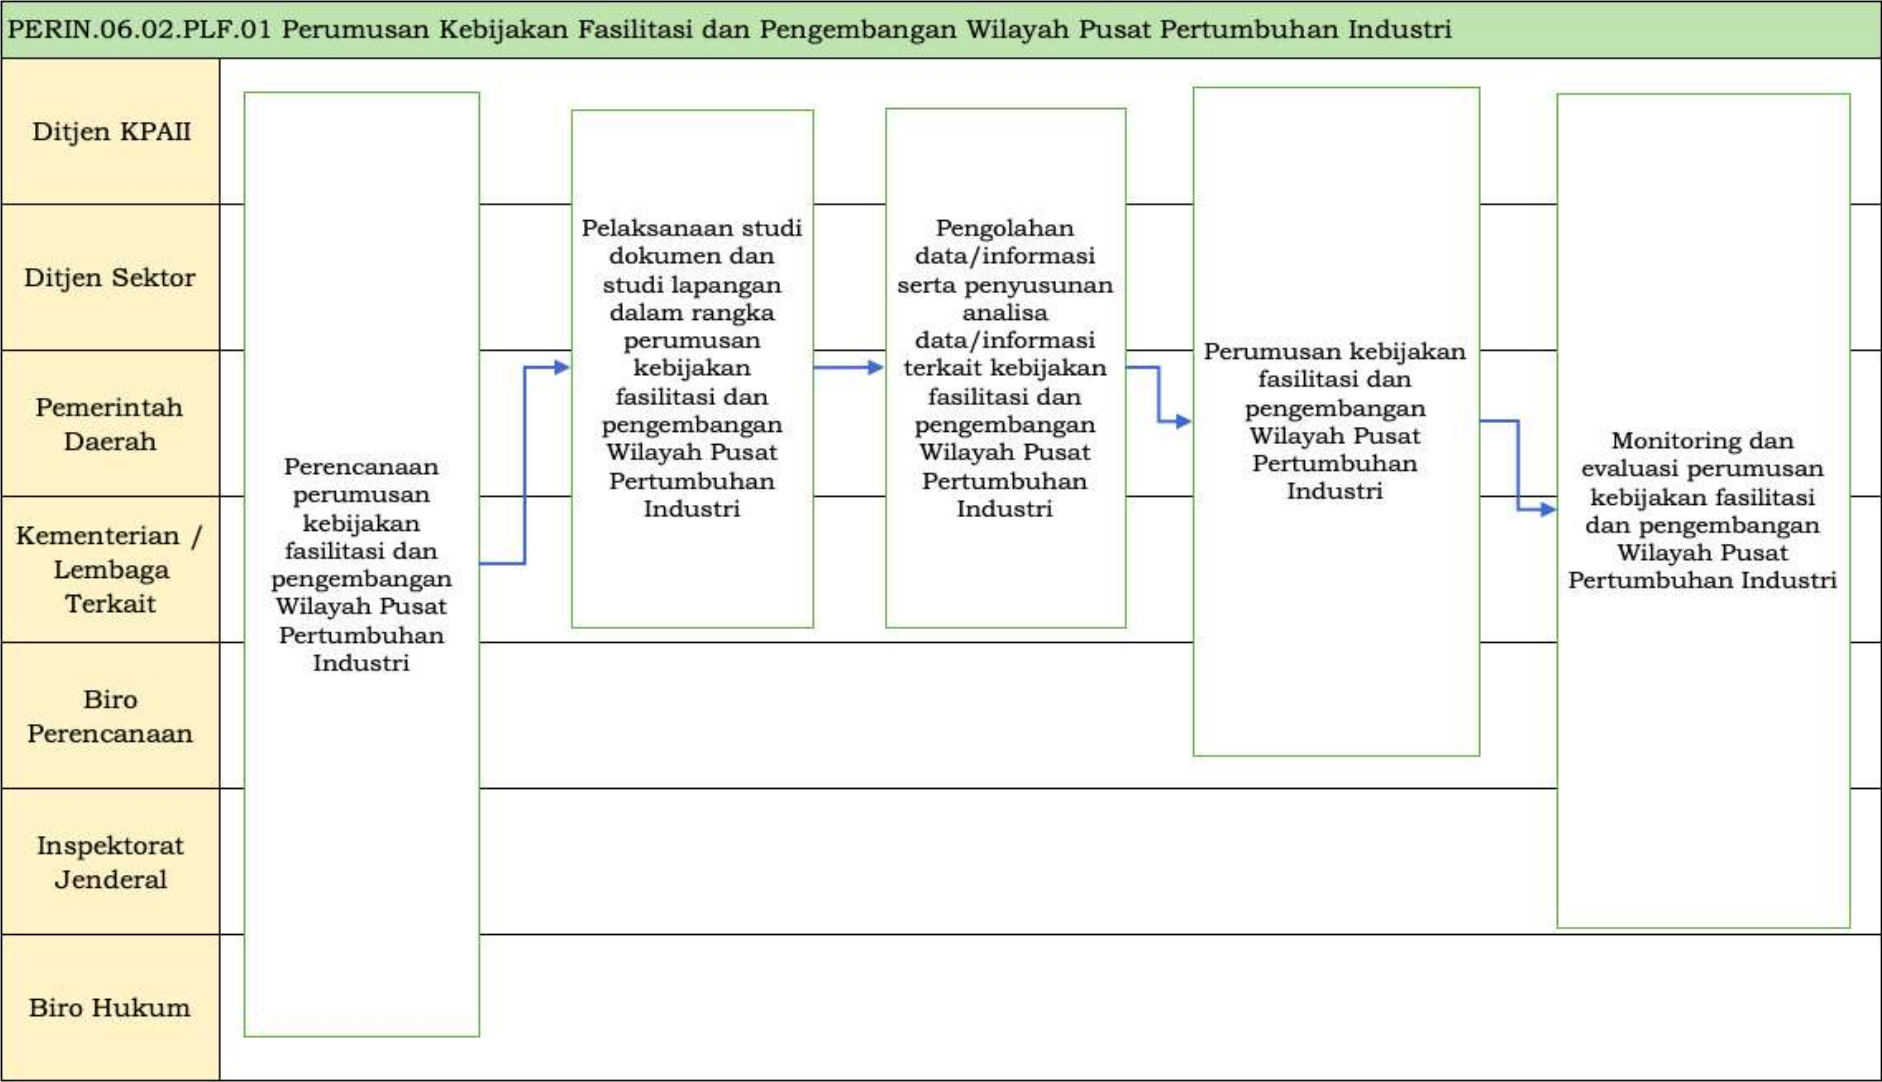 PERIN.06.02.PLF.01 Perumusan Kebijakan Fasilitasi dan Pengembangan Wilayah Pusat Pertumbuhan Industri
Ditjen KPAII
Ditjen Sektor
Pemerintah
Daerah
Kementerian /
Lembaga
Terkait
Biro
Perencanaan
Inspektorat
Jenderal
Biro Hukum
Perencanaan
perumusan
kebijakan
fasilitasi dan
pengembangan
Wilayah Pusat
Pertumbuhan
Industri
Pelaksanaan studi
dokumen dan
studi lapangan
dalam rangka
perumusan
kebijakan
fasilitasi dan
pengembangan
Wilayah Pusat
Pertumbuhan
Industri
Pengolahan
data/informasi
serta penyusunan
analisa
data/informasi
terkait kebijakan
fasilitasi dan
pengembangan
Wilayah Pusat
Pertumbuhan
Industri
Perumusan kebijakan
fasilitasi dan
pengembangan
Wilayah Pusat
Pertumbuhan
Industri
Monitoring dan
evaluasi perumusan
kebijakan fasilitasi
dan pengembangan
Wilayah Pusat
Pertumbuhan Industri